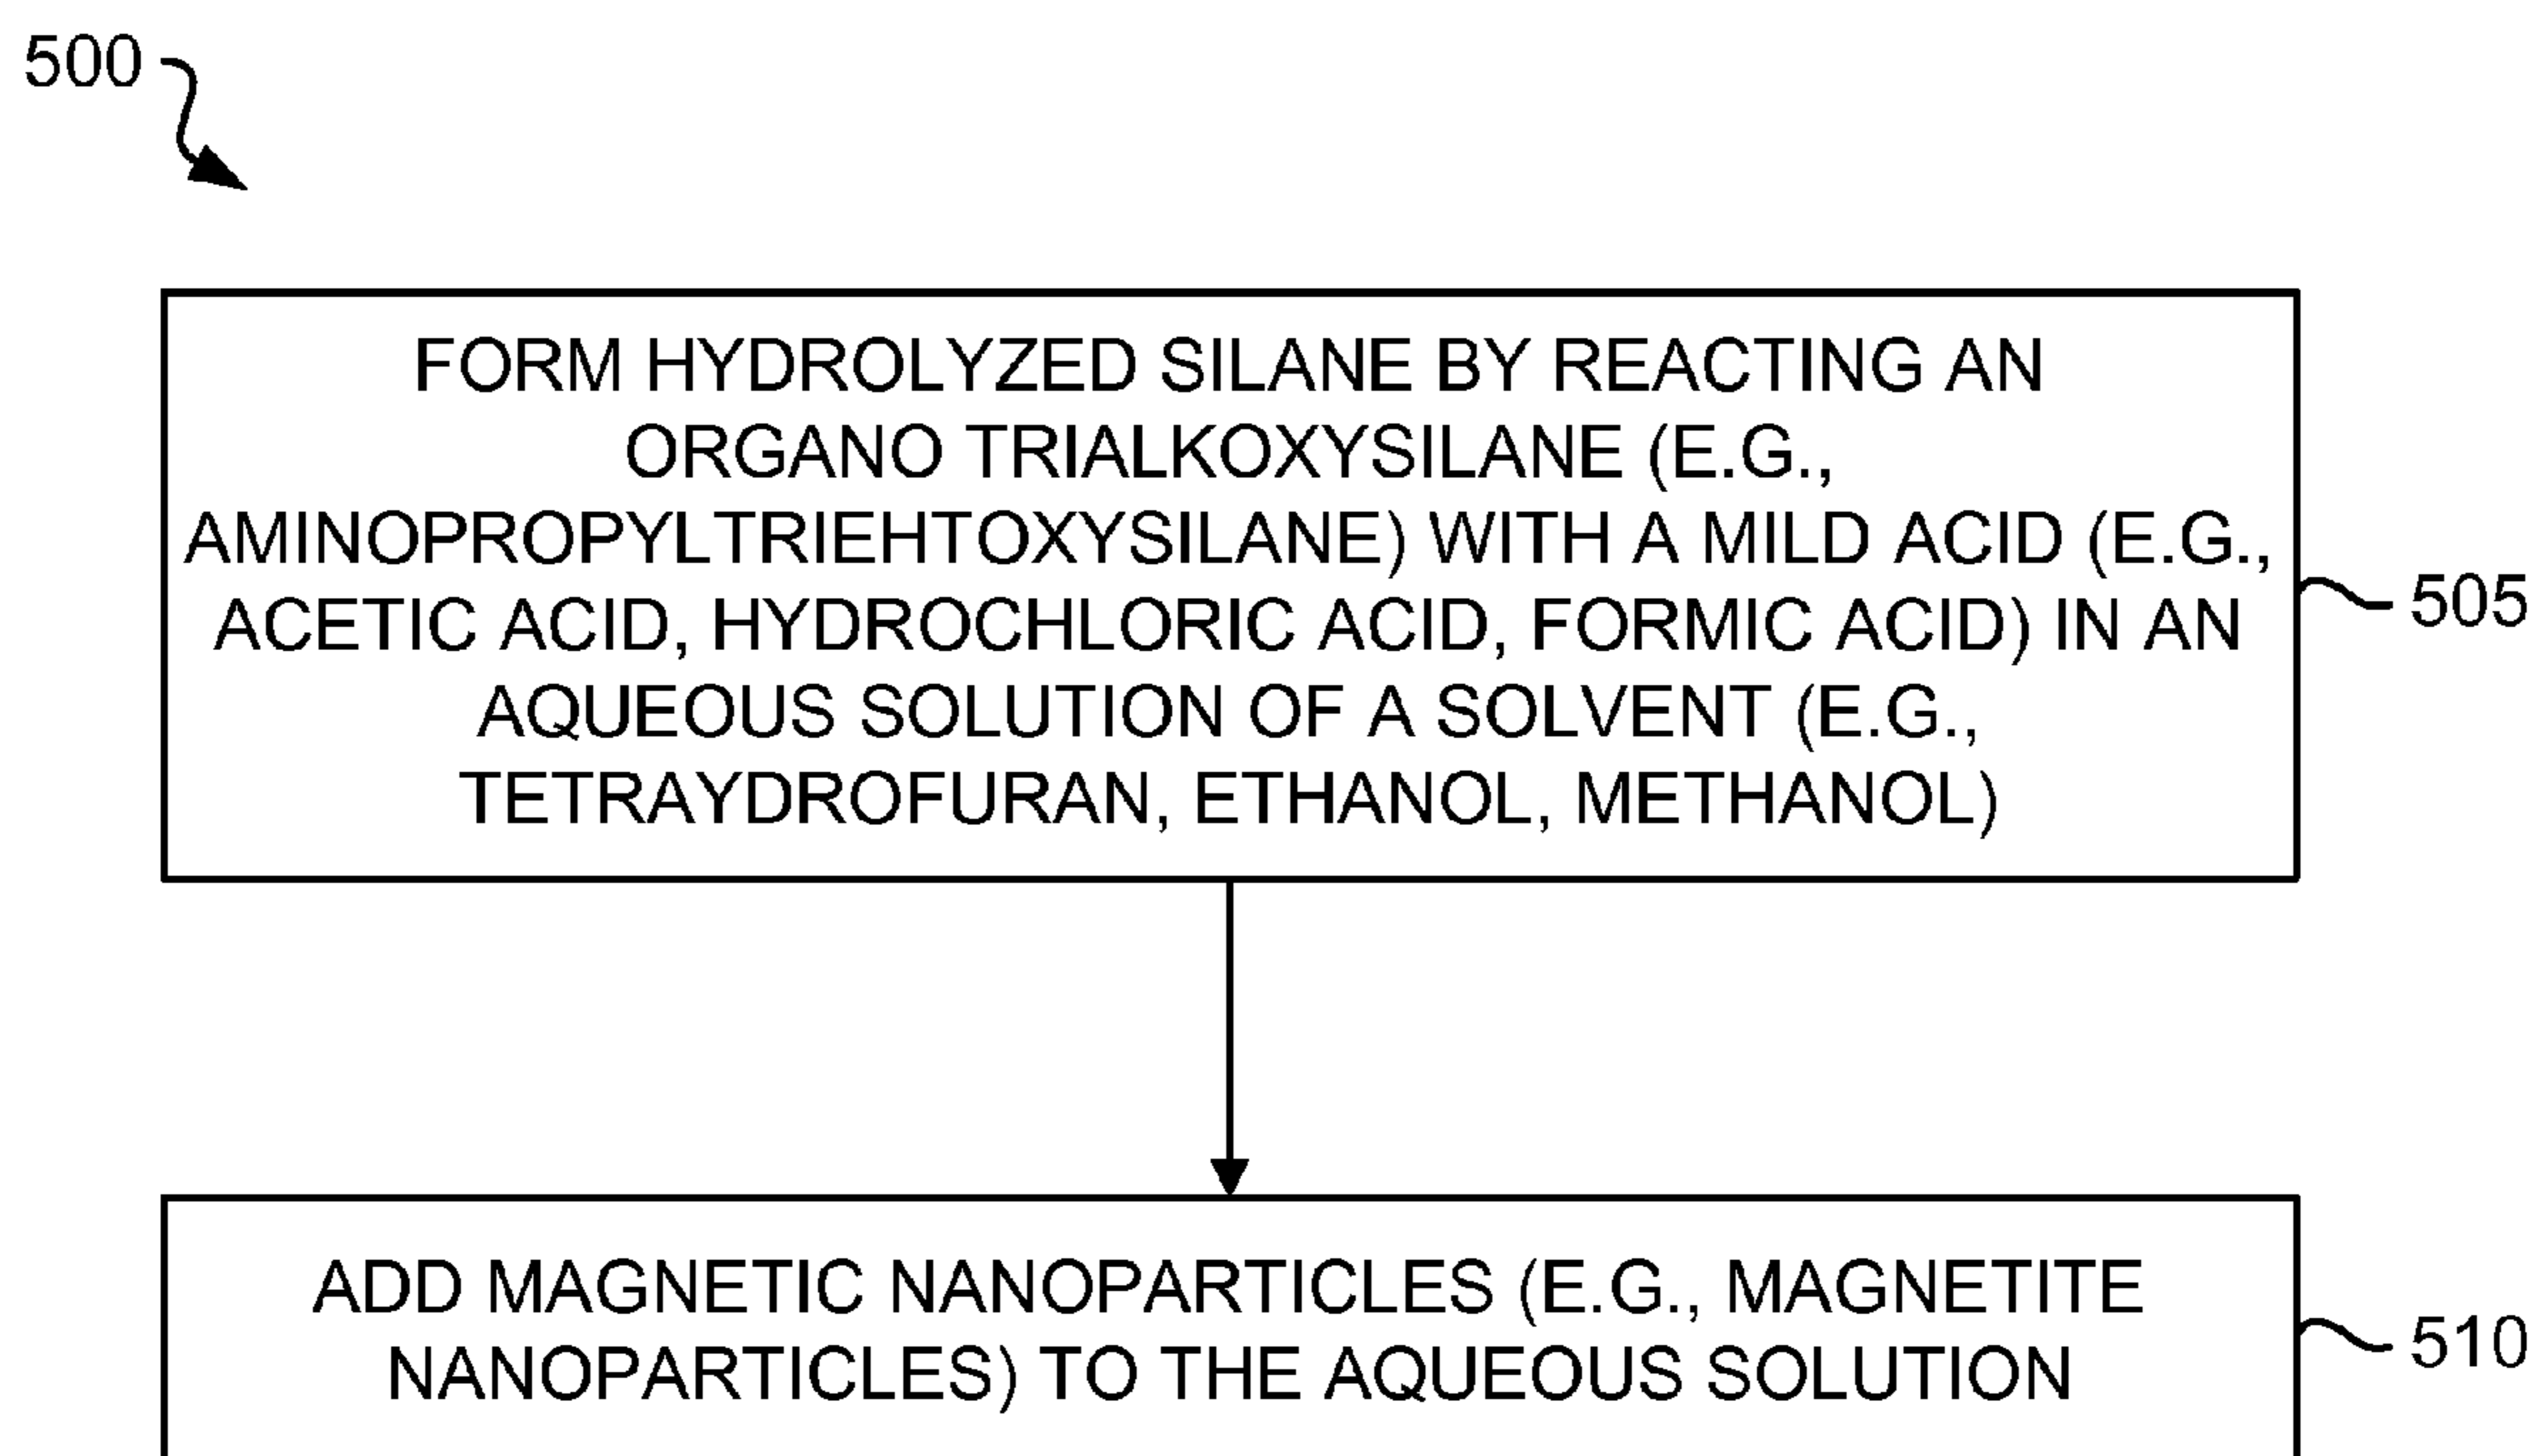 500
FORM HYDROLYZED SILANE BY REACTING AN
ORGANO TRIALKOXYSILANE (E.G.,
AMINOPROPYLTRIEHTOXYSILANE) WITH A MILD ACID (E.G.,
ACETIC ACID, HYDROCHLORIC ACID, FORMIC ACID) IN AN
AQUEOUS SOLUTION OF A SOLVENT (E.G.,
TETRAYDROFURAN, ETHANOL, METHANOL)
505
ADD MAGNETIC NANOPARTICLES (E.G., MAGNETITE
NANOPARTICLES) TO THE AQUEOUS SOLUTION
510